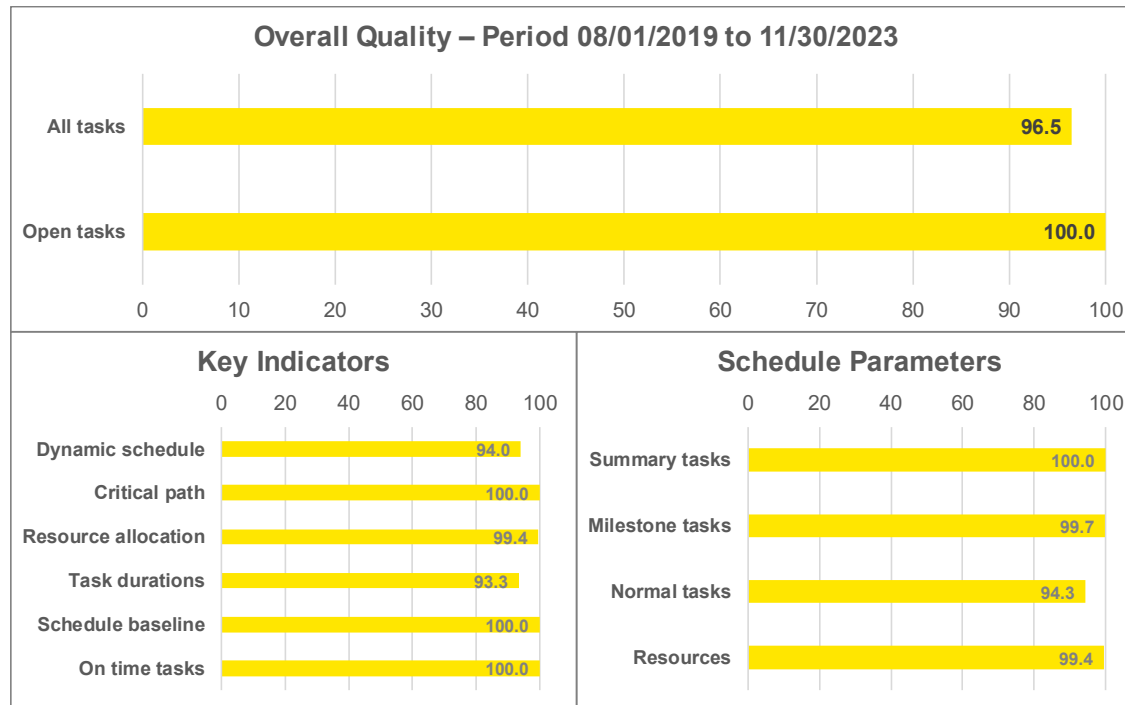 Overall Quality – Period 08/01/2019 to 11/30/2023
All tasks
96.5
Open tasks
100.0
0 10 20 30 40 50 60 70 80 90 100
Key Indicators
0 20 40 60 80 100
Dynamic schedule
94.0
Critical path
100.0
Resource allocation
99.4
Task durations
93.3
Schedule baseline
100.0
On time tasks
100.0
Schedule Parameters
0 20 40 60 80 100
Summary tasks
100.0
Milestone tasks
99.7
Normal tasks
94.3
Resources
99.4